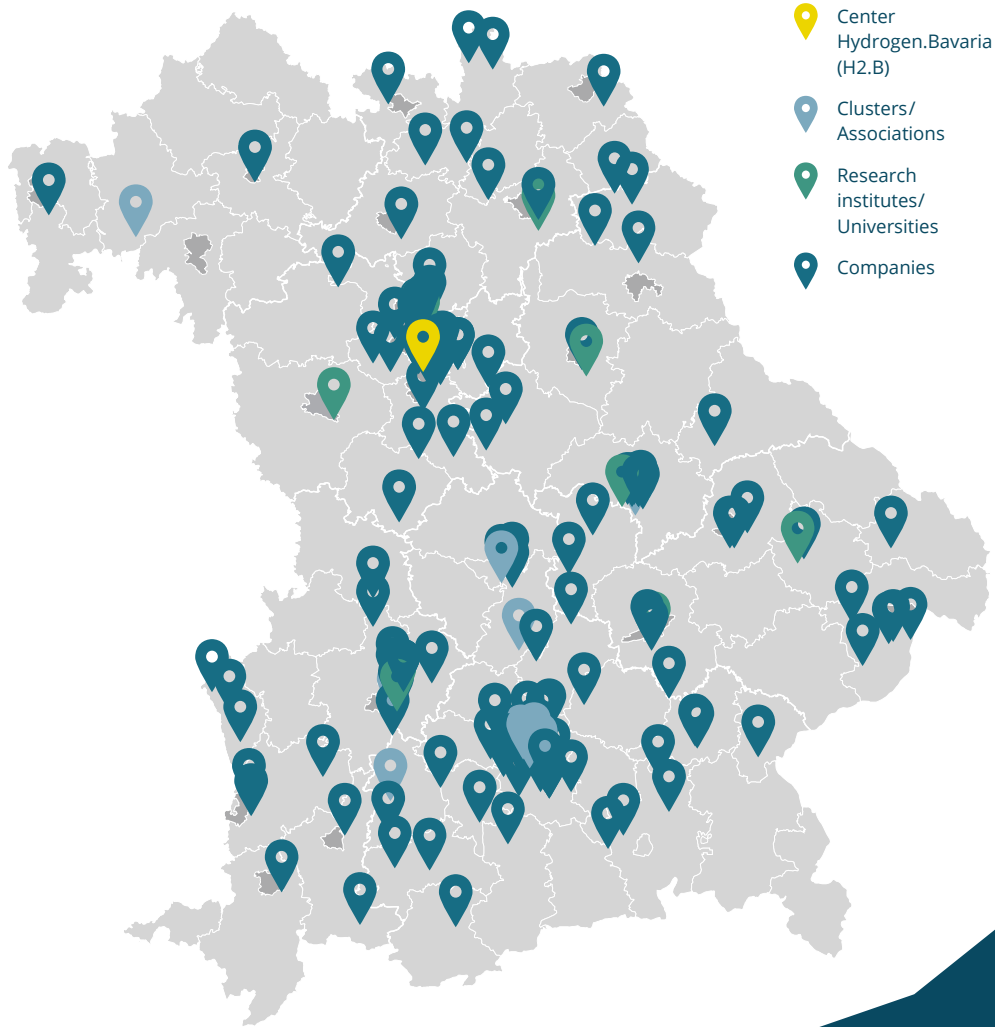 Center
Hydrogen.Bavaria
(H2.B)
Clusters/
Associations
Research
institutes/
Universities
Companies